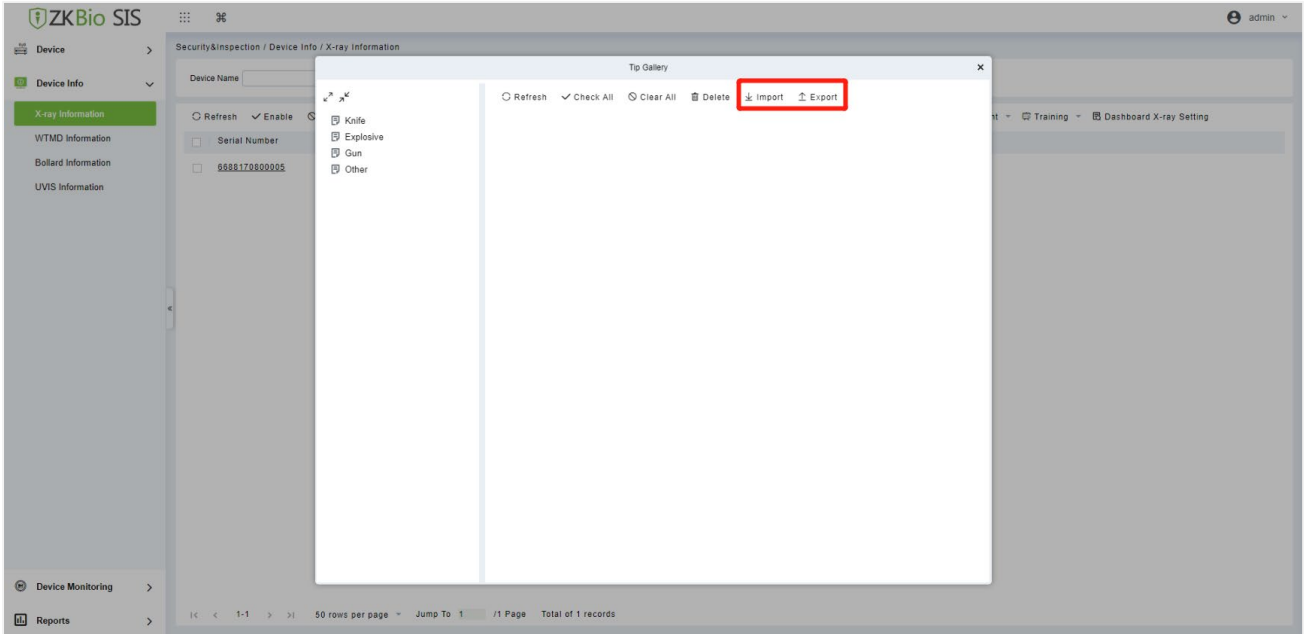 ZKBio SIS
admin
Device
Device Info
X-ray Information
WTMD Information
Bollard Information
UVIS Information
Device Monitoring
Reports
Security&Inspection / Device Info / X-ray Information
Device Name
Refresh Enable
Training Dashboard X-ray Setting
Serial Number
6688170800005
Tip Gallery
Knife
Explosive
Gun
Other
Refresh Check All Clear All Delete Import Export
1-1 50 rows per page Jump To 1 /1 Page Total of 1 records